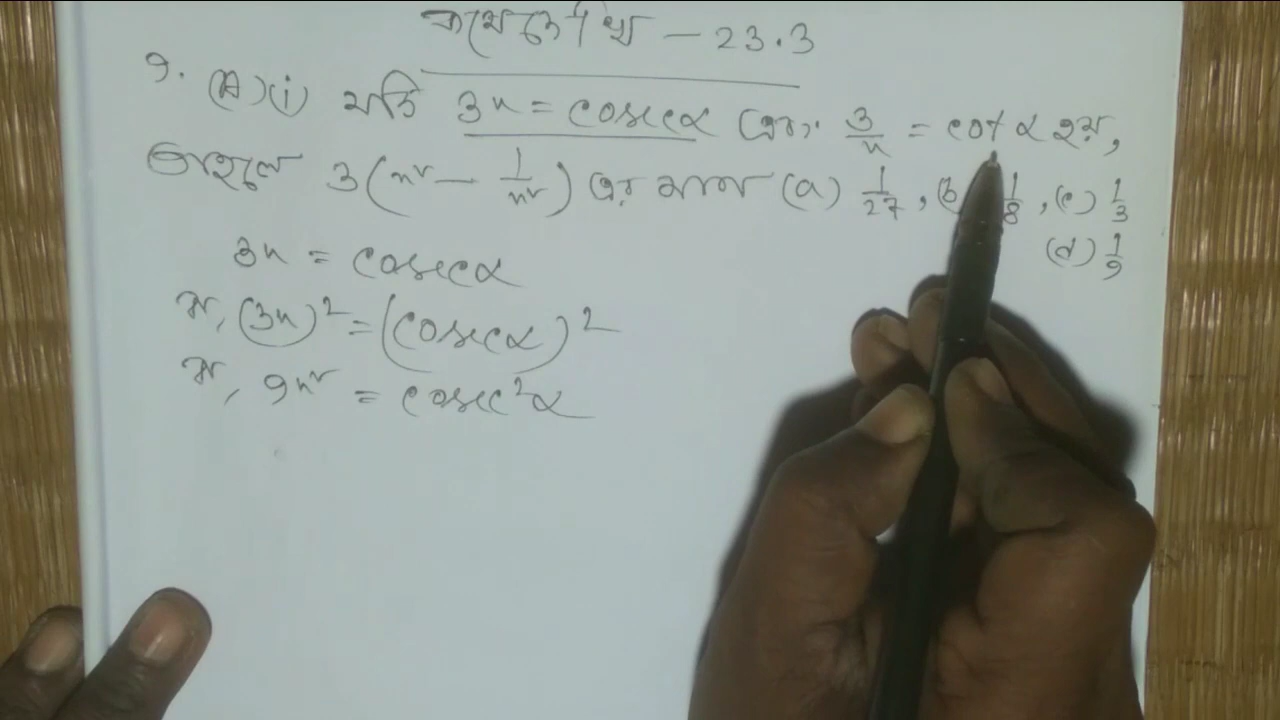 কষে দেখি - 23.3
9. (A)(i) যদি 3x = cosecα এবং 3/x = cotα হয়,
তাহলে 3(x² - 1/x²) এর মান (a) 1/27, (b) 1/8, (c) 1/3
(d) 1/9
3x = cosecα
বা, (3x)² = (cosecα)²
বা, 9x² = cosec²α